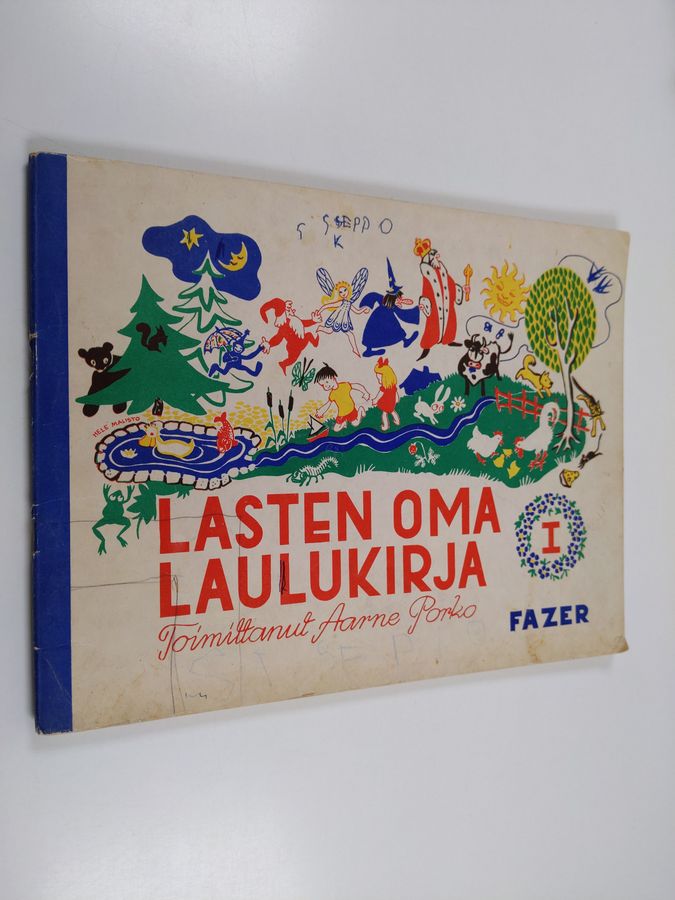 SEPPO
K
HELE MALISTO
LASTEN OMA
LAULUKIRJA
I
Toimittanut Aarne Porko
FAZER